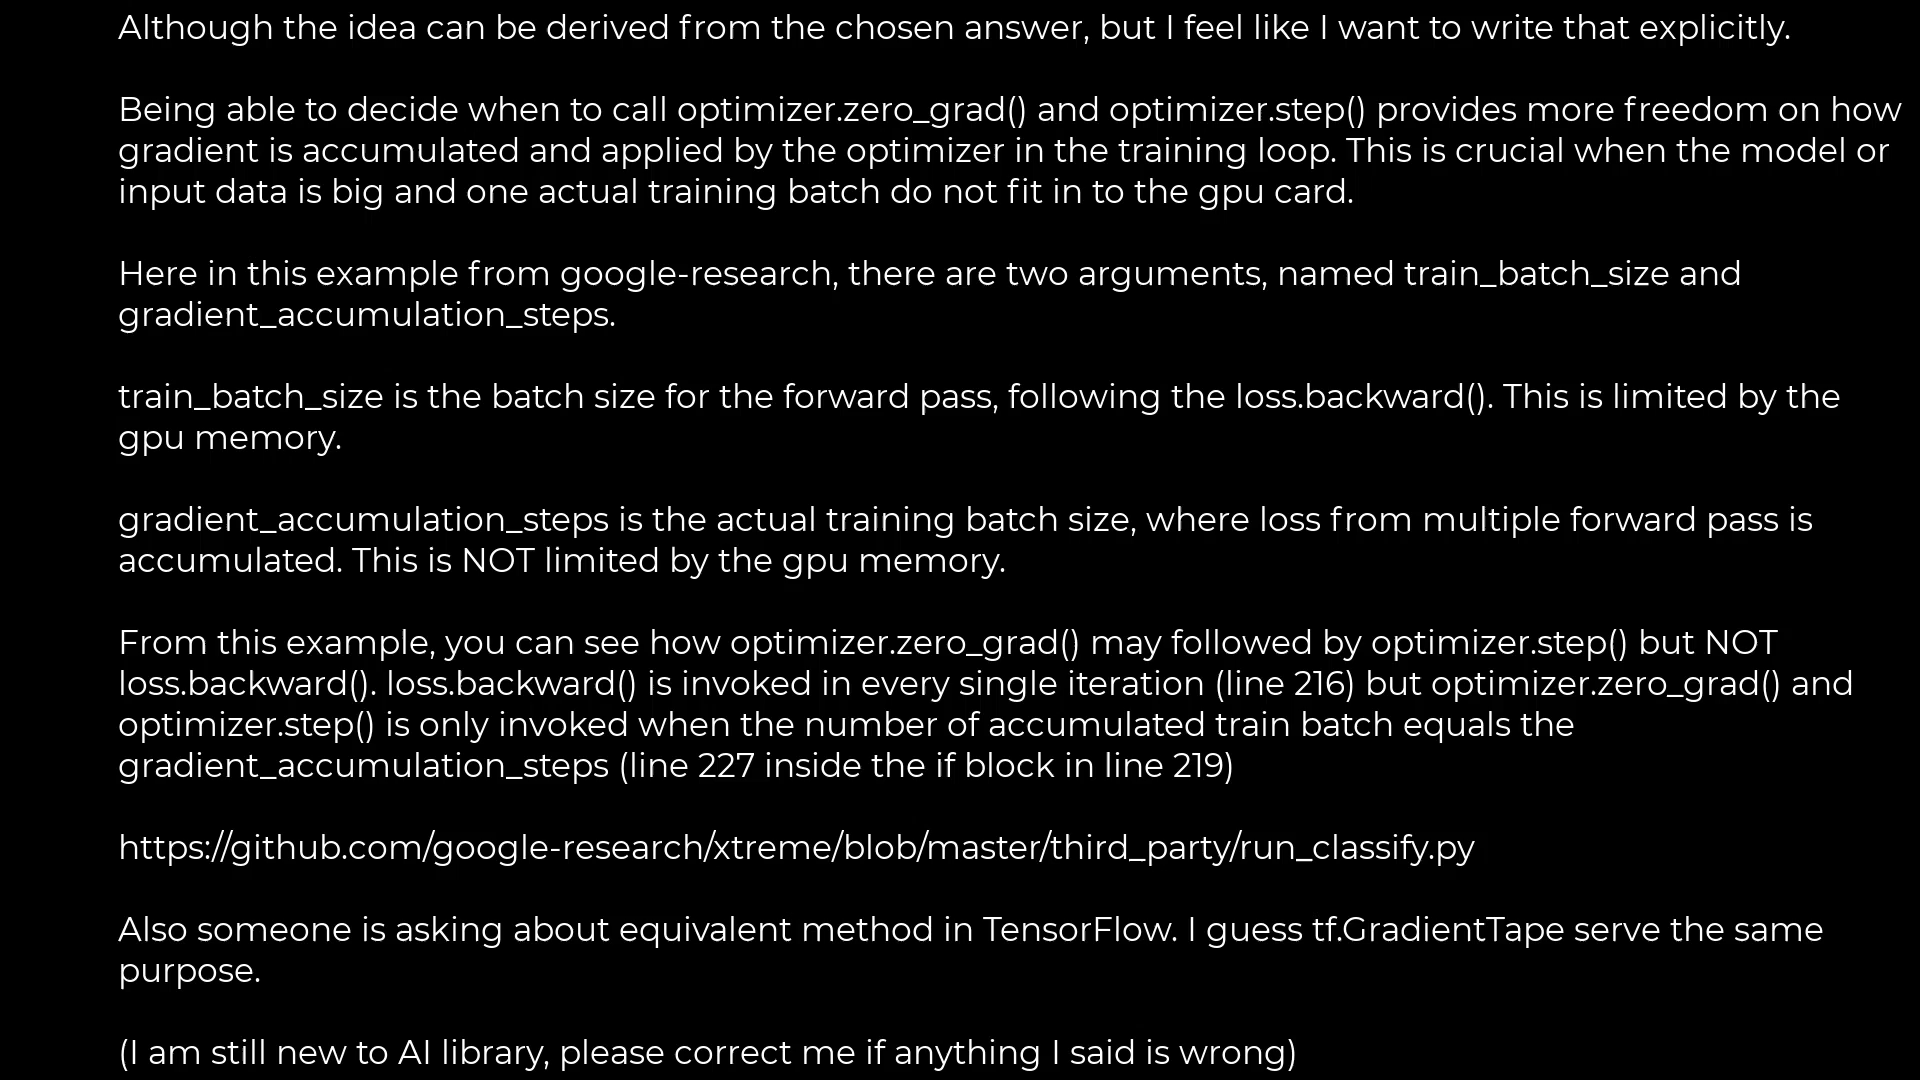 Although the idea can be derived from the chosen answer, but I feel like I want to write that explicitly.
Being able to decide when to call optimizer.zero_grad() and optimizer.step() provides more freedom on how
gradient is accumulated and applied by the optimizer in the training loop. This is crucial when the model or
input data is big and one actual training batch do not fit in to the gpu card.
Here in this example from google-research, there are two arguments, named train_batch_size and
gradient_accumulation_steps.
train_batch_size is the batch size for the forward pass, following the loss.backward(). This is limited by the
gpu memory.
gradient_accumulation_steps is the actual training batch size, where loss from multiple forward pass is
accumulated. This is NOT limited by the gpu memory.
From this example, you can see how optimizer.zero_grad() may followed by optimizer.step() but NOT
loss.backward(). loss.backward() is invoked in every single iteration (line 216) but optimizer.zero_grad() and
optimizer.step() is only invoked when the number of accumulated train batch equals the
gradient_accumulation_steps (line 227 inside the if block in line 219)
https://github.com/google-research/xtreme/blob/master/third_party/run_classify.py
Also someone is asking about equivalent method in TensorFlow. I guess tf.GradientTape serve the same
purpose.
(I am still new to AI library, please correct me if anything I said is wrong)